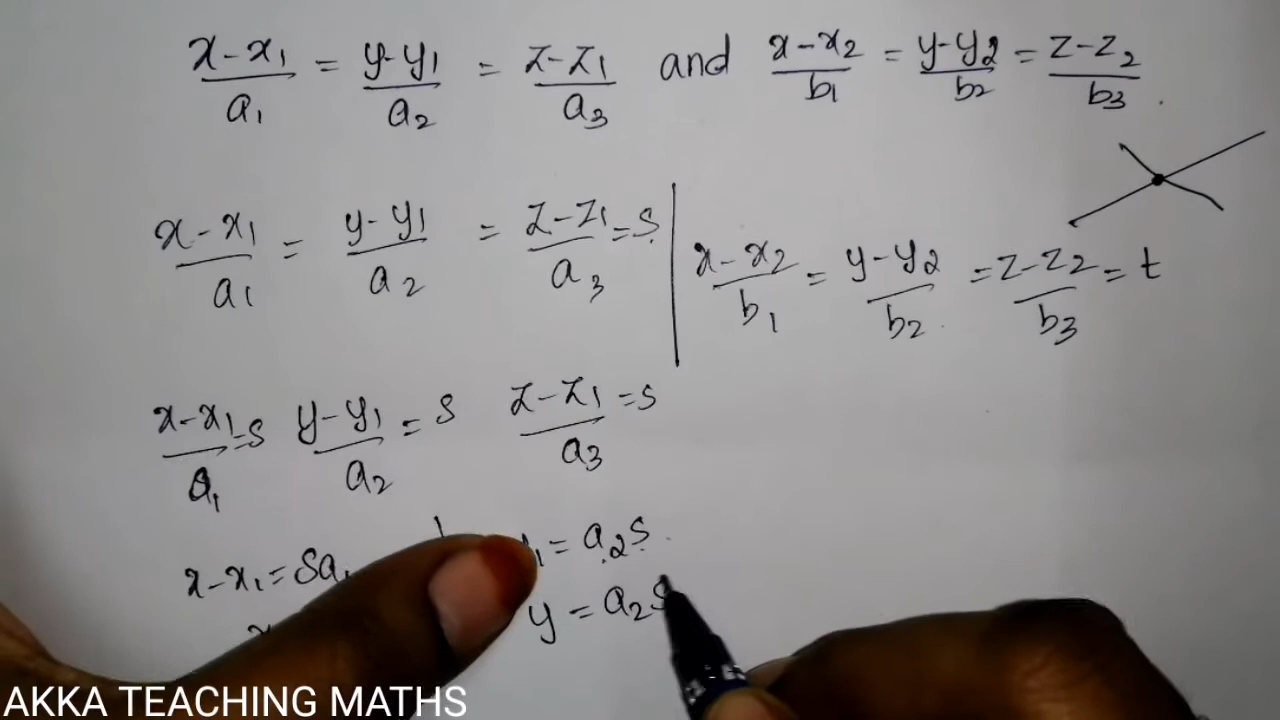 x-x₁/a₁ = y-y₁/a₂ = z-z₁/a₃ and x-x₂/b₁ = y-y₂/b₂ = z-z₂/b₃.
x-x₁/a₁ = y-y₁/a₂ = z-z₁/a₃ = s
x-x₂/b₁ = y-y₂/b₂ = z-z₂/b₃ = t
x-x₁/a₁ = s y-y₁/a₂ = s z-z₁/a₃ = s
x-x₁ = sa₁
₁ = a₂s
y = a₂s
AKKA TEACHING MATHS